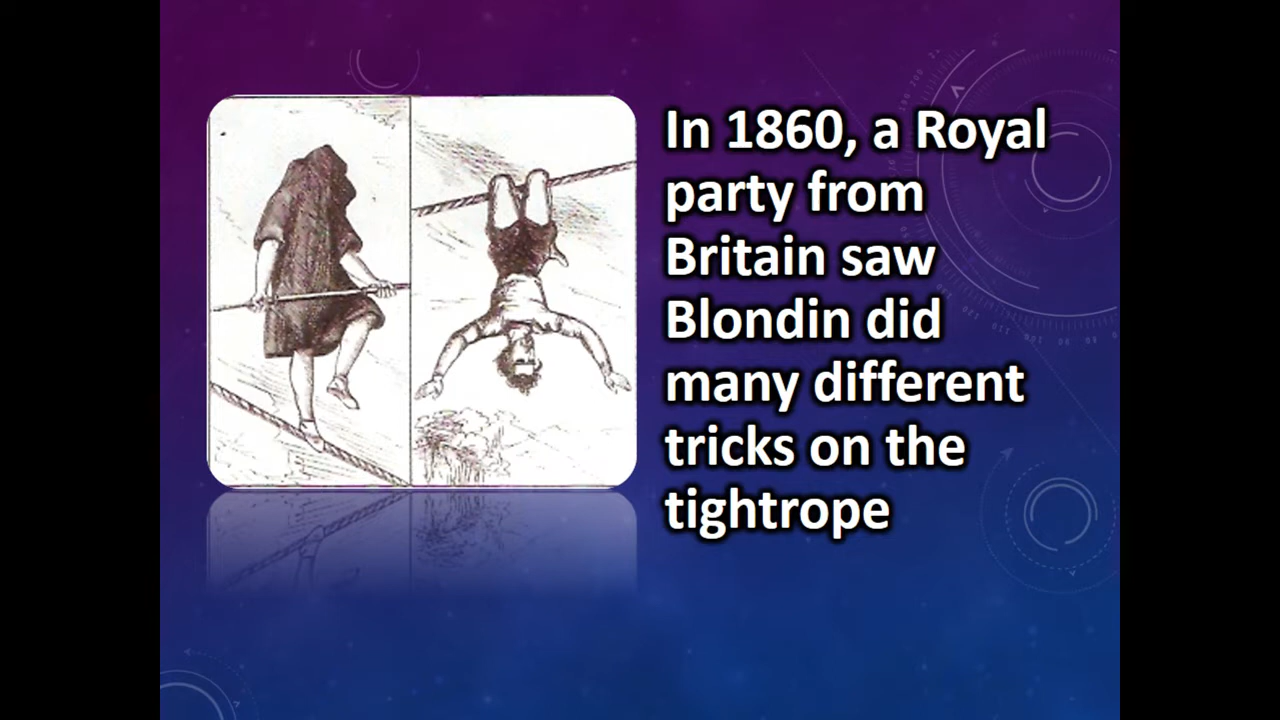 In 1860, a Royal
party from
Britain saw
Blondin did
many different
tricks on the
tightrope